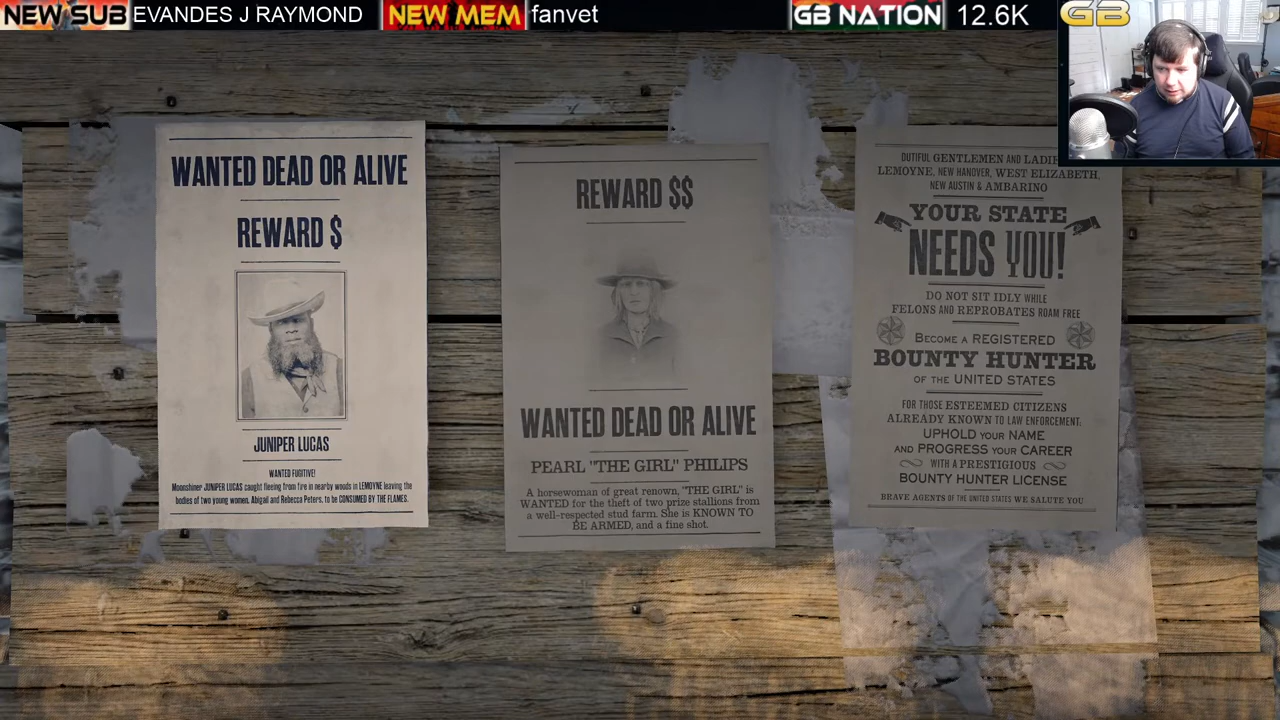 NEW SUB EVANDES J RAYMOND NEW MEM fanvet GB NATION 12.6K GB
WANTED DEAD OR ALIVE
REWARD $
JUNIPER LUCAS
WANTED FUGITIVE!
Moonshiner JUNIPER LUCAS caught fleeing from fire in nearby woods in LEMOYNE leaving the
bodies of two young women, Abigail and Rebecca Peters, to be CONSUMED BY THE FLAMES.
REWARD $$
WANTED DEAD OR ALIVE
PEARL "THE GIRL" PHILIPS
A horsewoman of great renown, "THE GIRL" is
WANTED for the theft of two prize stallions from
a well-respected stud farm. She is KNOWN TO
BE ARMED, and a fine shot.
DUTIFUL GENTLEMEN AND
LEMOYNE, NEW HANOVER, WEST ELIZABETH,
NEW AUSTIN & AMBARINO
YOUR STATE
NEEDS YOU!
DO NOT SIT IDLY WHILE
FELONS AND REPROBATES ROAM FREE
BECOME A REGISTERED
BOUNTY HUNTER
OF THE UNITED STATES
FOR THOSE ESTEEMED CITIZENS
ALREADY KNOWN TO LAW ENFORCEMENT:
UPHOLD YOUR NAME
AND PROGRESS YOUR CAREER
WITH A PRESTIGIOUS
BOUNTY HUNTER LICENSE
BRAVE AGENTS OF THE UNITED STATES WE SALUTE YOU